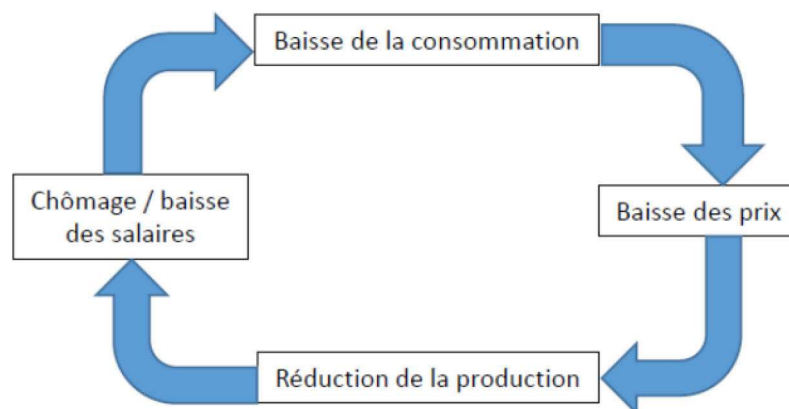 Baisse de la consommation
Chômage / baisse
des salaires
Baisse des prix
Réduction de la production